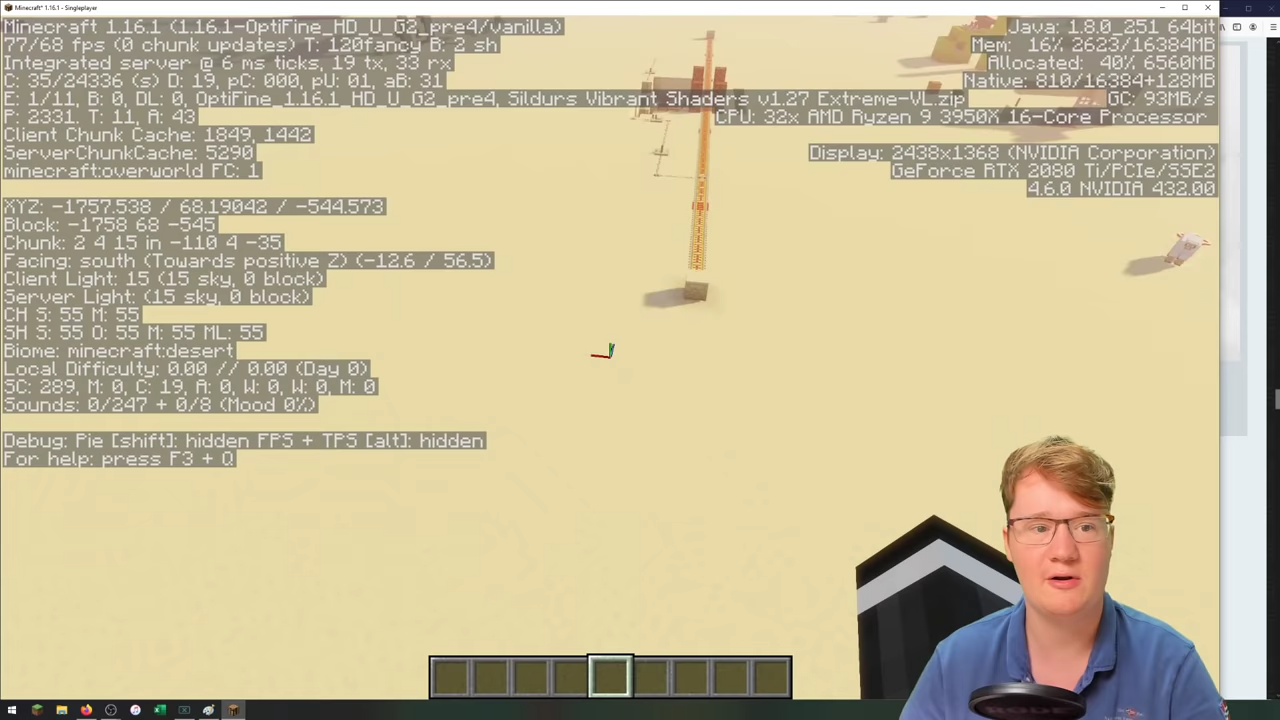 Minecraft* 1.16.1 - Singleplayer
Minecraft 1.16.1 (1.16.1-OptiFine_HD_U_G2_pre4/vanilla)
77/68 fps (0 chunk updates) T: 120fancy B: 2 sh
Integrated server @ 6 ms ticks, 19 tx, 33 rx
C: 35/24336 (s) D: 19, pC: 000, pU: 01, aB: 31
E: 1/11, B: 0, DL: 0, OptiFine_1.16.1_HD_U_G2_pre4, Sildurs Vibrant Shaders v1.27 Extreme-VL.zip
P: 2331. T: 11, A: 43
Client Chunk Cache: 1849, 1442
ServerChunkCache: 5290
minecraft:overworld FC: 1
XYZ: -1757.538 / 68.19042 / -544.573
Block: -1758 68 -545
Chunk: 2 4 15 in -110 4 -35
Facing: south (Towards positive Z) (-12.6 / 56.5)
Client Light: 15 (15 sky, 0 block)
Server Light: (15 sky, 0 block)
CH S: 55 M: 55
SH S: 55 O: 55 M: 55 ML: 55
Biome: minecraft:desert
Local Difficulty: 0.00 // 0.00 (Day 0)
SC: 289, M: 0, C: 19, A: 0, W: 0, W: 0, M: 0
Sounds: 0/247 + 0/8 (Mood 0%)
Debug: Pie [shift]: hidden FPS + TPS [alt]: hidden
For help: press F3 + Q
Java: 1.8.0_251 64bit
Mem: 16% 2623/16384MB
Allocated: 40% 6560MB
Native: 810/16384+128MB
GC: 93MB/s
CPU: 32x AMD Ryzen 9 3950X 16-Core Processor
Display: 2438x1368 (NVIDIA Corporation)
GeForce RTX 2080 Ti/PCIe/SSE2
4.6.0 NVIDIA 432.00
RODE